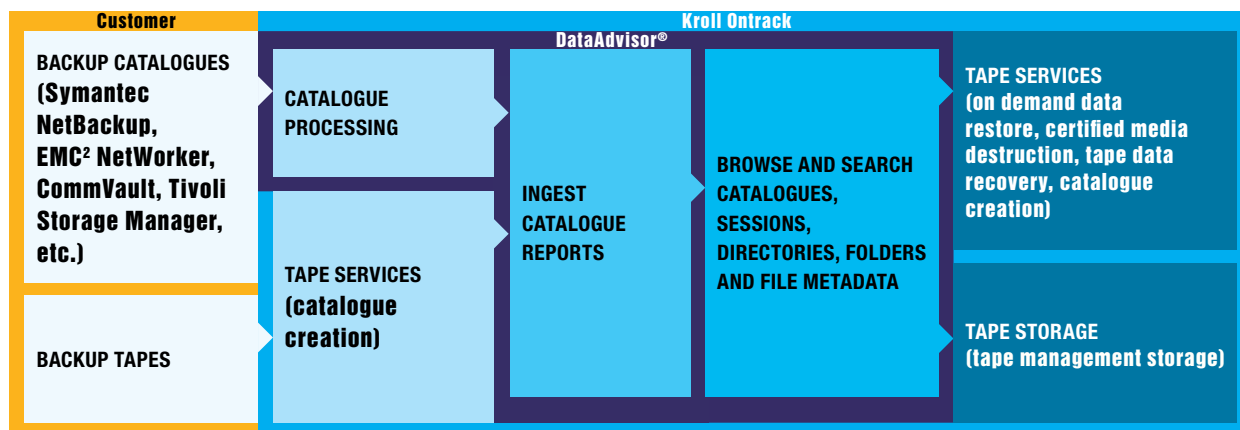 Customer
Kroll Ontrack
DataAdvisor®
BACKUP CATALOGUES
(Symantec
NetBackup,
EMC² NetWorker,
CommVault, Tivoli
Storage Manager,
etc.)
BACKUP TAPES
CATALOGUE
PROCESSING
TAPE SERVICES
(catalogue
creation)
INGEST
CATALOGUE
REPORTS
BROWSE AND SEARCH
CATALOGUES,
SESSIONS,
DIRECTORIES, FOLDERS
AND FILE METADATA
TAPE SERVICES
(on demand data
restore, certified media
destruction, tape data
recovery, catalogue
creation)
TAPE STORAGE
(tape management storage)